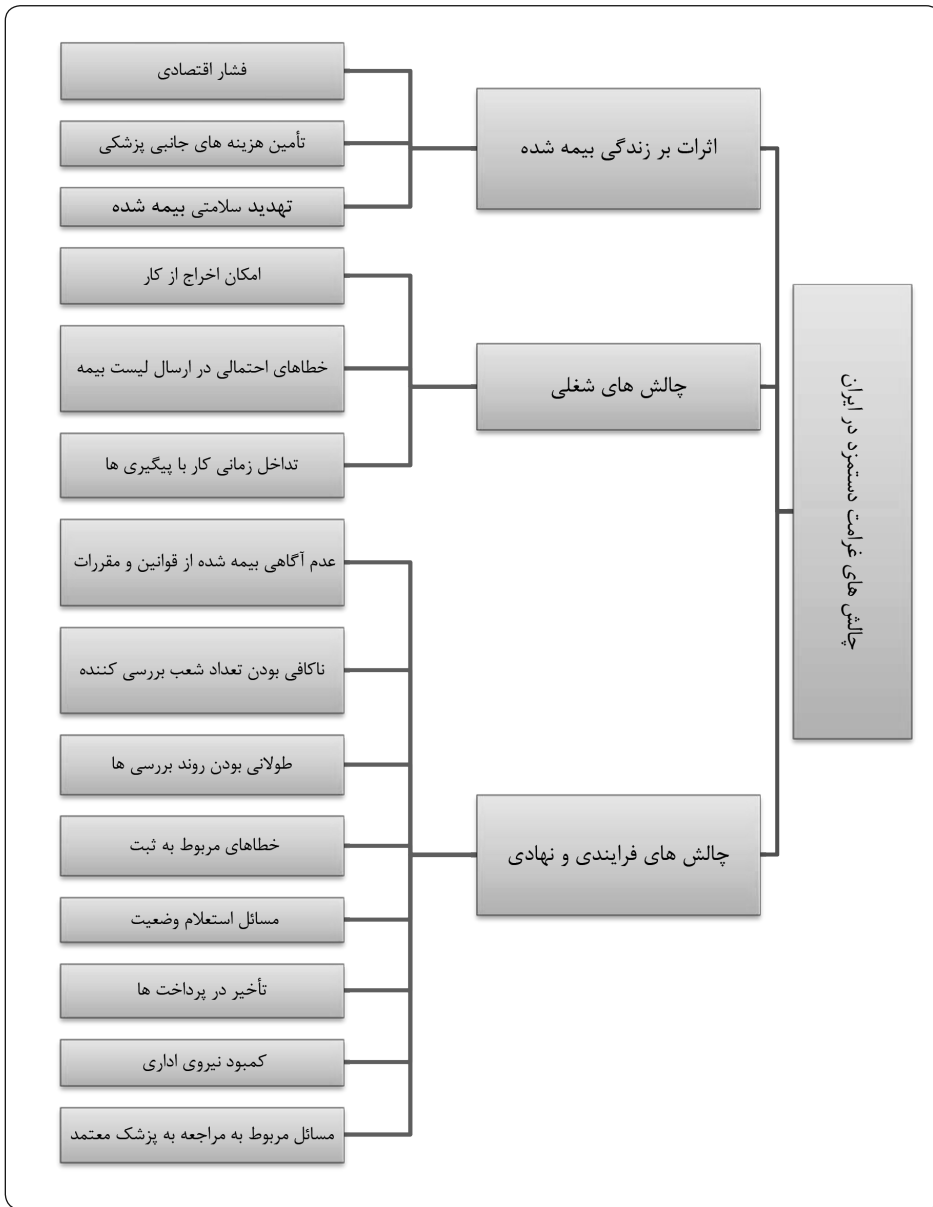 چالش های غرامت دستمزد در ایران
اثرات بر زندگی بیمه شده
فشار اقتصادی
تأمین هزینه های جانبی پزشکی
تهدید سلامتی بیمه شده
چالش های شغلی
امکان اخراج از کار
خطاهای احتمالی در ارسال لیست بیمه
تداخل زمانی کار با پیگیری ها
چالش های فرایندی و نهادی
عدم آگاهی بیمه شده از قوانین و مقررات
ناکافی بودن تعداد شعب بررسی کننده
طولانی بودن روند بررسی ها
خطاهای مربوط به ثبت
مسائل استعلام وضعیت
تأخیر در پرداخت ها
کمبود نیروی اداری
مسائل مربوط به مراجعه به پزشک معتمد